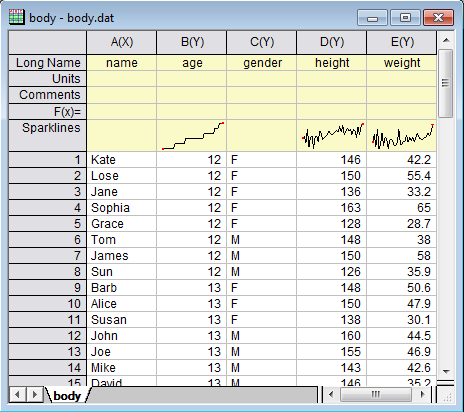 body - body.dat
A(X) B(Y) C(Y) D(Y) E(Y)
Long Name name age gender height weight
Units
Comments
F(x)=
Sparklines
1 Kate 12 F 146 42.2
2 Lose 12 F 150 55.4
3 Jane 12 F 136 33.2
4 Sophia 12 F 163 65
5 Grace 12 F 128 28.7
6 Tom 12 M 148 38
7 James 12 M 150 58
8 Sun 12 M 126 35.9
9 Barb 13 F 148 50.6
10 Alice 13 F 150 47.9
11 Susan 13 F 138 30.1
12 John 13 M 160 44.5
13 Joe 13 M 155 46.9
14 Mike 13 M 143 42.6
15 David 13 M 146 35.2
body